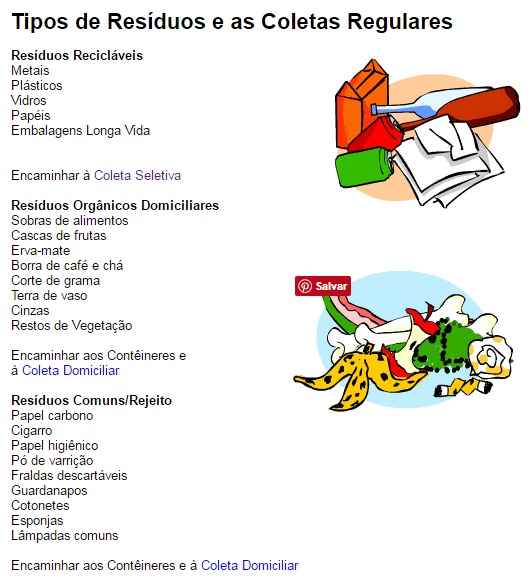 Tipos de Resíduos e as Coletas Regulares
Resíduos Recicláveis
Metais
Plásticos
Vidros
Papéis
Embalagens Longa Vida
Encaminhar à Coleta Seletiva
Resíduos Orgânicos Domiciliares
Sobras de alimentos
Cascas de frutas
Erva-mate
Borra de café e chá
Corte de grama
Terra de vaso
Cinzas
Restos de Vegetação
Salvar
Encaminhar aos Contêineres e
à Coleta Domiciliar
Resíduos Comuns/Rejeito
Papel carbono
Cigarro
Papel higiênico
Pó de varrição
Fraldas descartáveis
Guardanapos
Cotonetes
Esponjas
Lâmpadas comuns
Encaminhar aos Contêineres e à Coleta Domiciliar